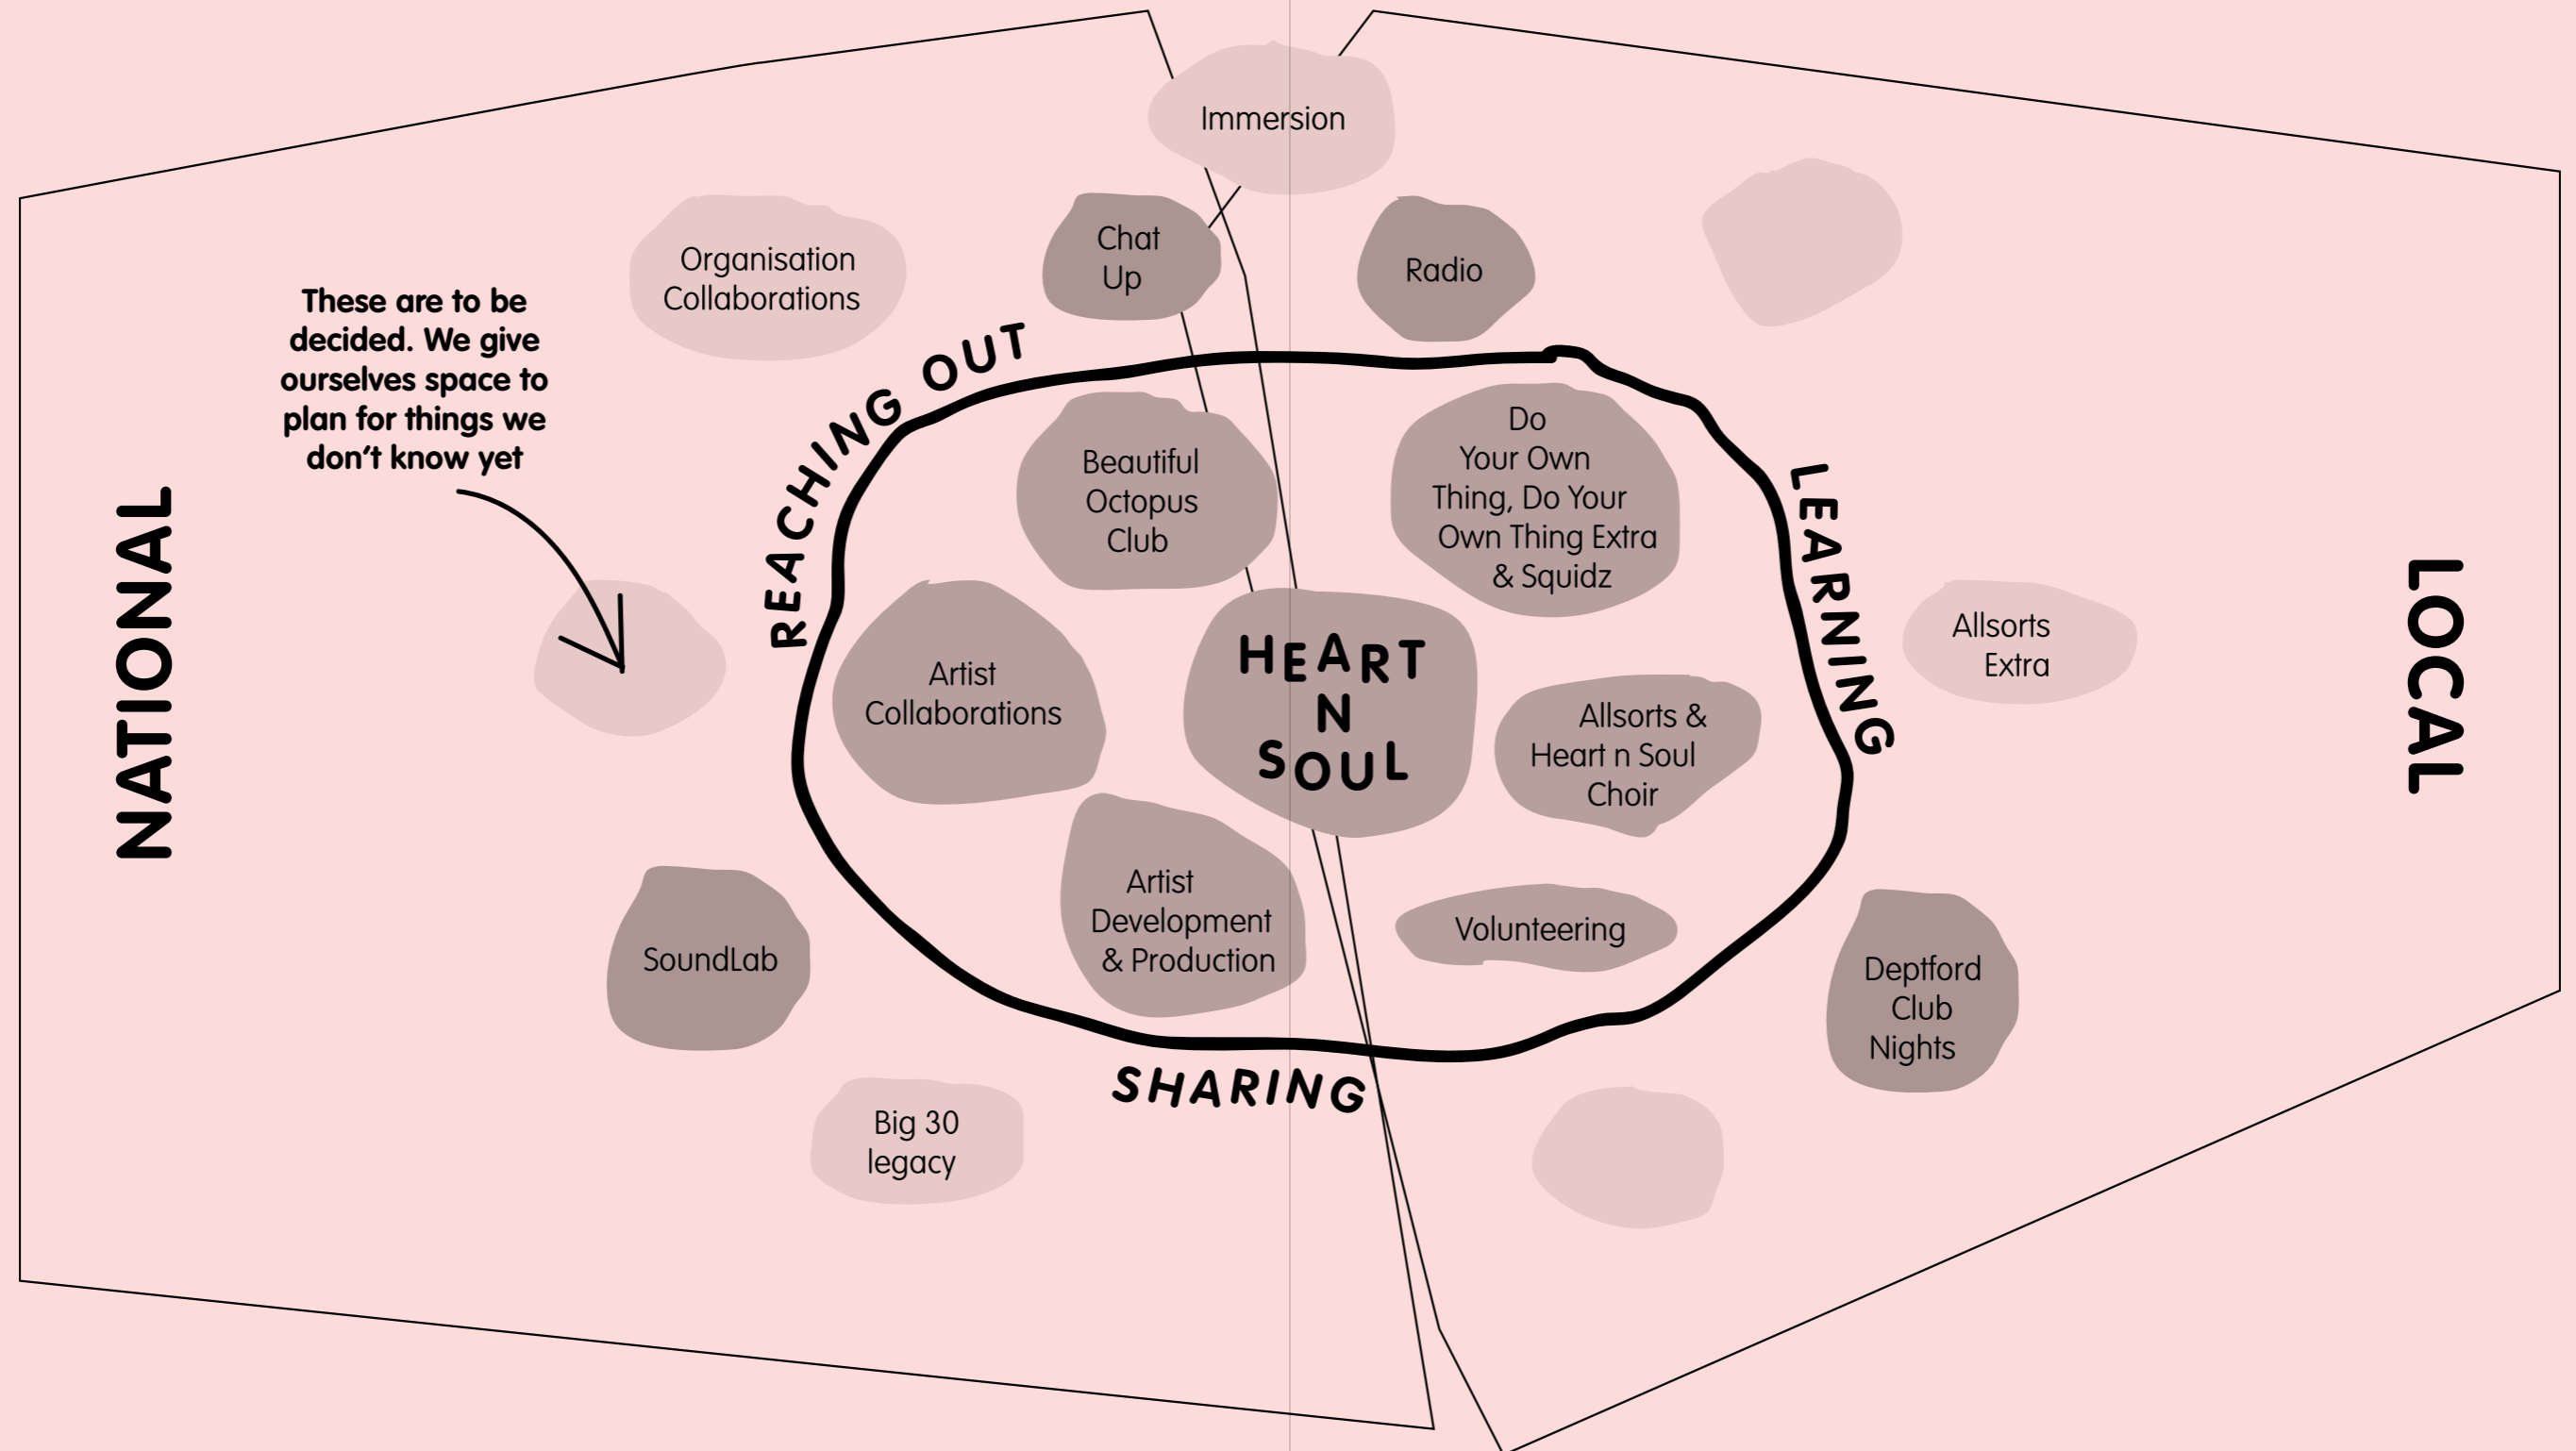 Immersion
Organisation
Collaborations
Chat
Up
Radio
These are to be
decided. We give
ourselves space to
plan for things we
don't know yet
NATIONAL
REACHING OUT
Beautiful
Octopus
Club
Do
Your Own
Thing, Do Your
Own Thing Extra
& Squidz
LEARNING
LOCAL
Allsorts
Extra
Artist
Collaborations
HEART
N
SOUL
Allsorts &
Heart n Soul
Choir
Artist
Development
& Production
Volunteering
SoundLab
Deptford
Club
Nights
SHARING
Big 30
legacy